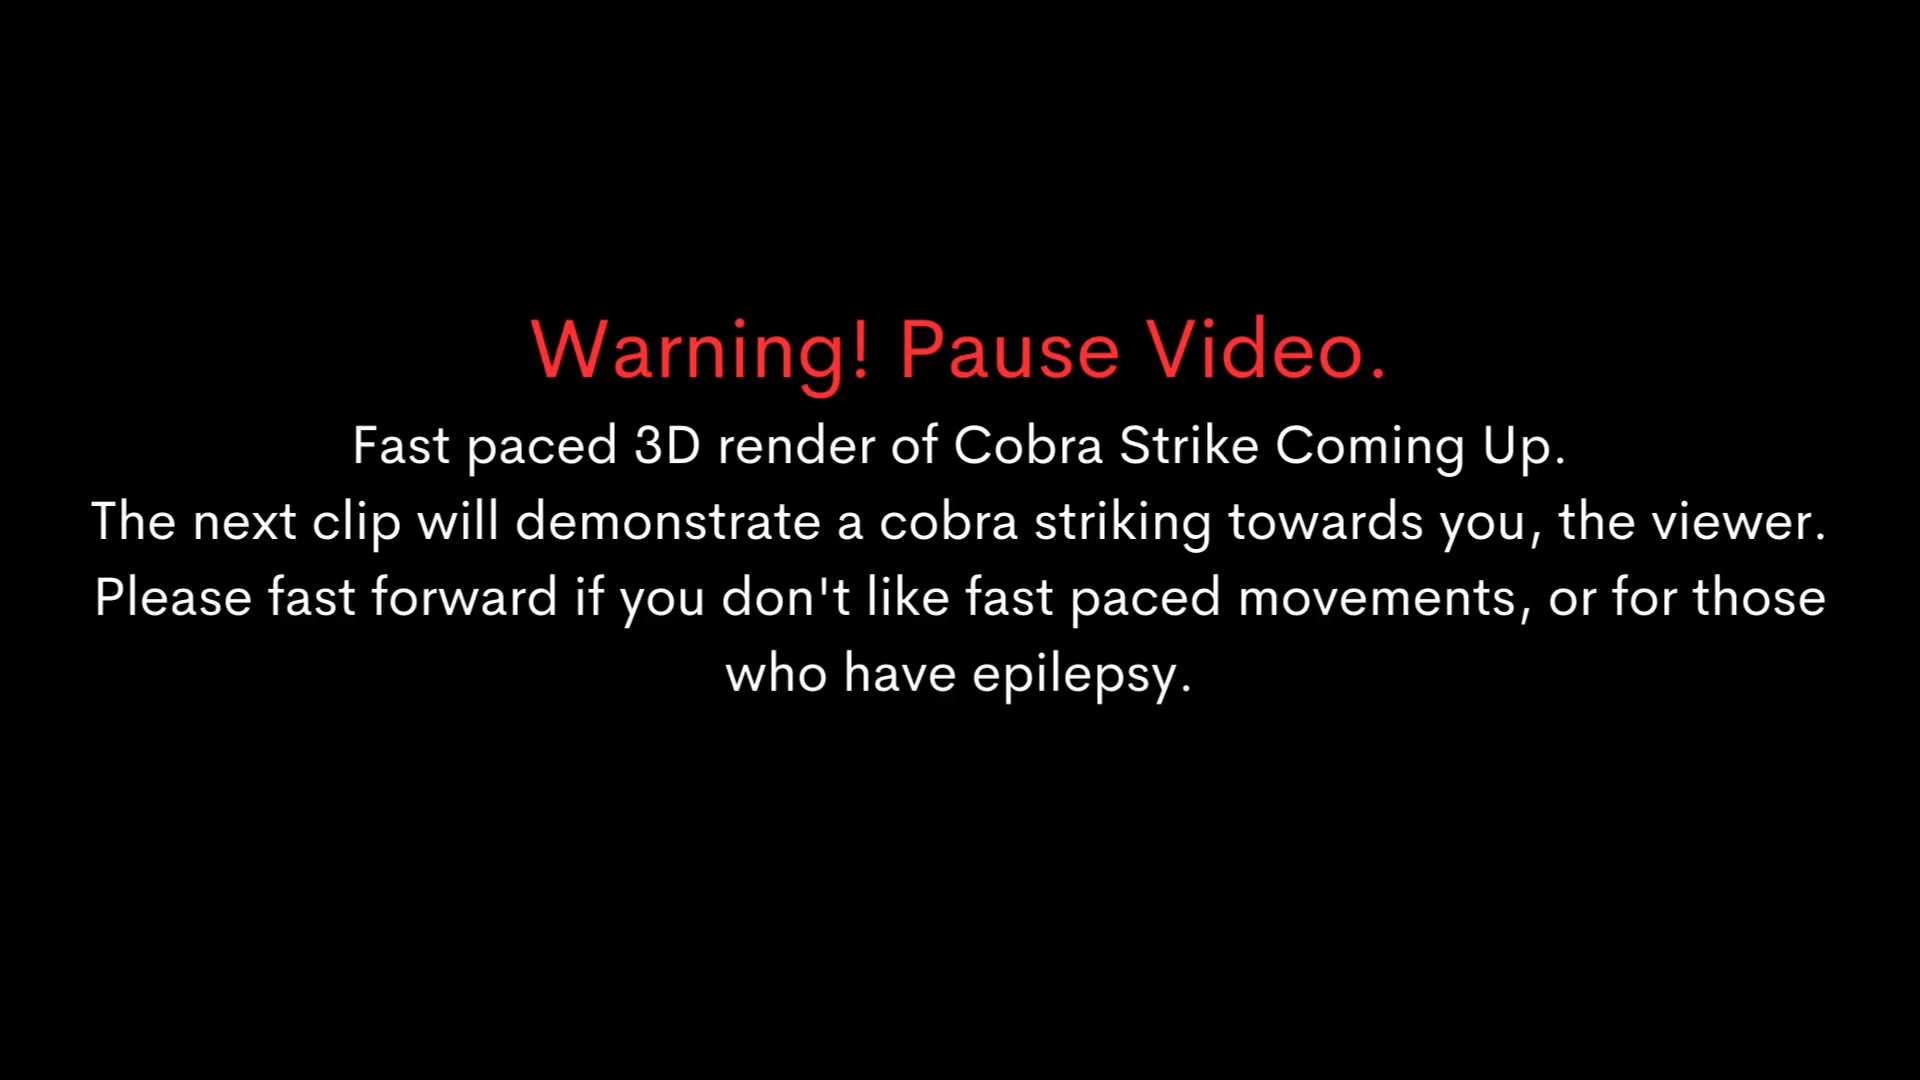 Warning! Pause Video.
Fast paced 3D render of Cobra Strike Coming Up.
The next clip will demonstrate a cobra striking towards you, the viewer.
Please fast forward if you don't like fast paced movements, or for those
who have epilepsy.